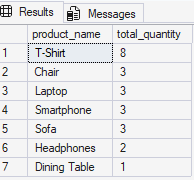 Results Messages
product_name total_quantity
1 T-Shirt 8
2 Chair 3
3 Laptop 3
4 Smartphone 3
5 Sofa 3
6 Headphones 2
7 Dining Table 1